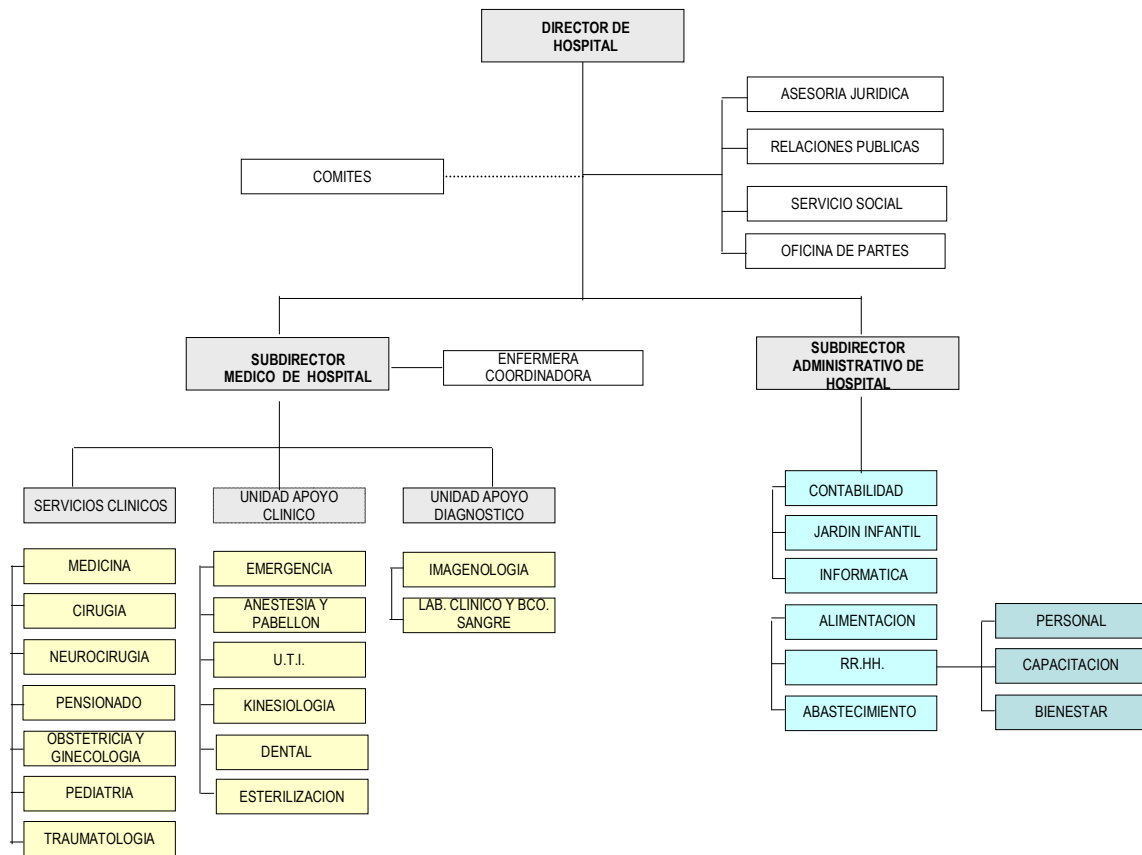 DIRECTOR DE
HOSPITAL
ASESORIA JURIDICA
RELACIONES PUBLICAS
COMITES
SERVICIO SOCIAL
OFICINA DE PARTES
SUBDIRECTOR
MEDICO DE HOSPITAL
ENFERMERA
COORDINADORA
SUBDIRECTOR
ADMINISTRATIVO DE
HOSPITAL
SERVICIOS CLINICOS
MEDICINA
CIRUGIA
NEUROCIRUGIA
PENSIONADO
OBSTETRICIA Y
GINECOLOGIA
PEDIATRIA
TRAUMATOLOGIA
UNIDAD APOYO
CLINICO
EMERGENCIA
ANESTESIA Y
PABELLON
U.T.I.
KINESIOLOGIA
DENTAL
ESTERILIZACION
UNIDAD APOYO
DIAGNOSTICO
IMAGENOLOGIA
LAB. CLINICO Y BCO.
SANGRE
CONTABILIDAD
JARDIN INFANTIL
INFORMATICA
ALIMENTACION
RR.HH.
ABASTECIMIENTO
PERSONAL
CAPACITACION
BIENESTAR